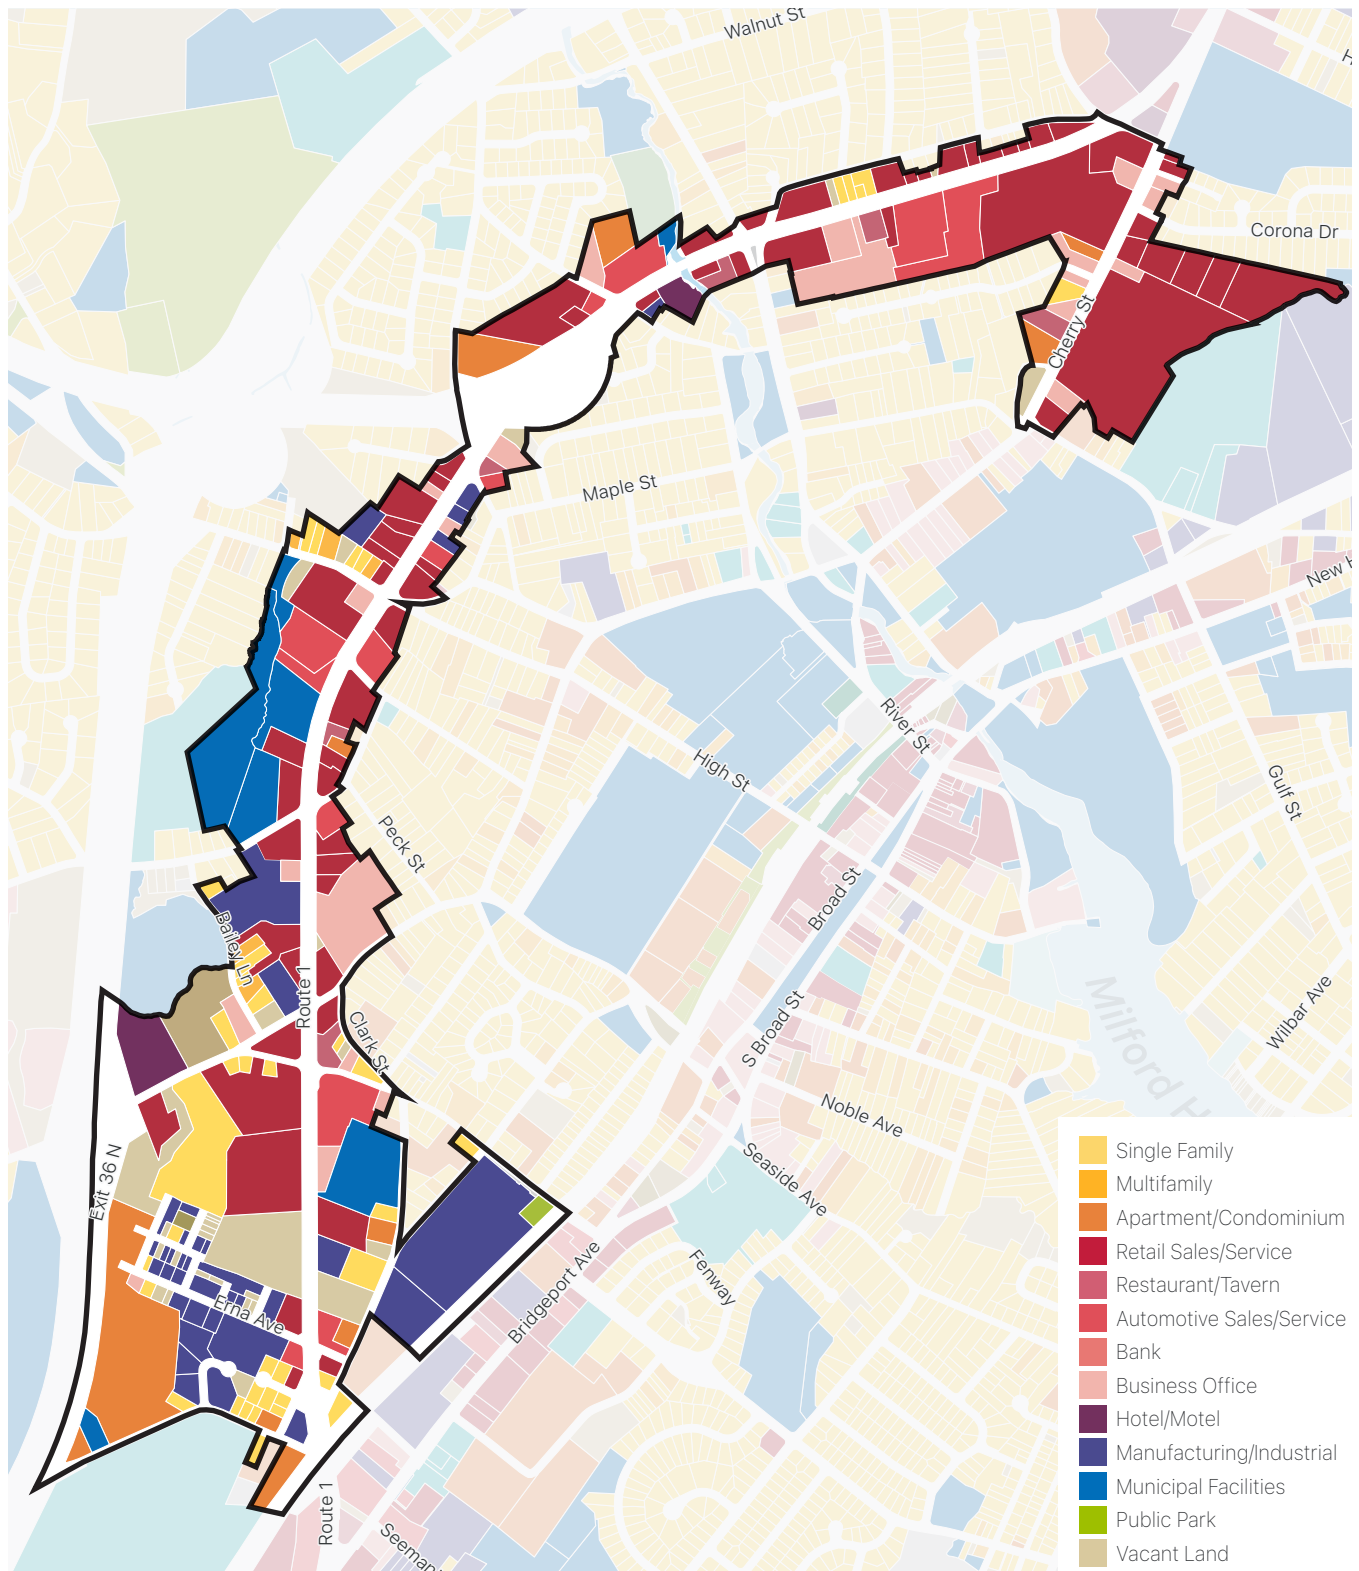 Walnut St
Corona Dr
Cherry St
Maple St
New H
River St
High St
Gulf St
Peck St
Broad St
Bailey Ln
Route 1
Wilbar Ave
Milford H
S Broad St
Clark St
Noble Ave
Seaside Ave
Exit 36 N
Fenway
Bridgeport Ave
Erna Ave
Route 1
Seeman
Single Family
Multifamily
Apartment/Condominium
Retail Sales/Service
Restaurant/Tavern
Automotive Sales/Service
Bank
Business Office
Hotel/Motel
Manufacturing/Industrial
Municipal Facilities
Public Park
Vacant Land